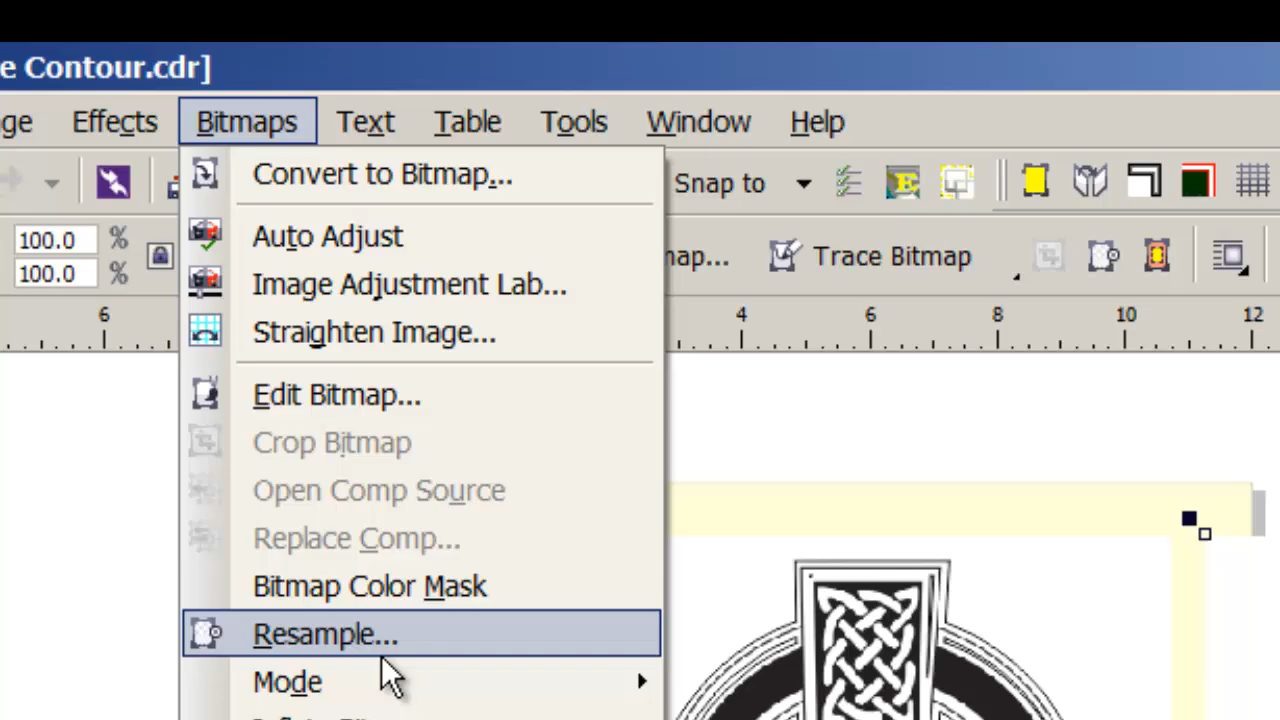 e Contour.cdr]
ge Effects Bitmaps Text Table Tools Window Help
Convert to Bitmap... Snap to
Auto Adjust
100.0 %
100.0 %
map... Trace Bitmap
Image Adjustment Lab...
6 4 6 8 10 12
Straighten Image...
Edit Bitmap...
Crop Bitmap
Open Comp Source
Replace Comp...
Bitmap Color Mask
Resample...
Mode